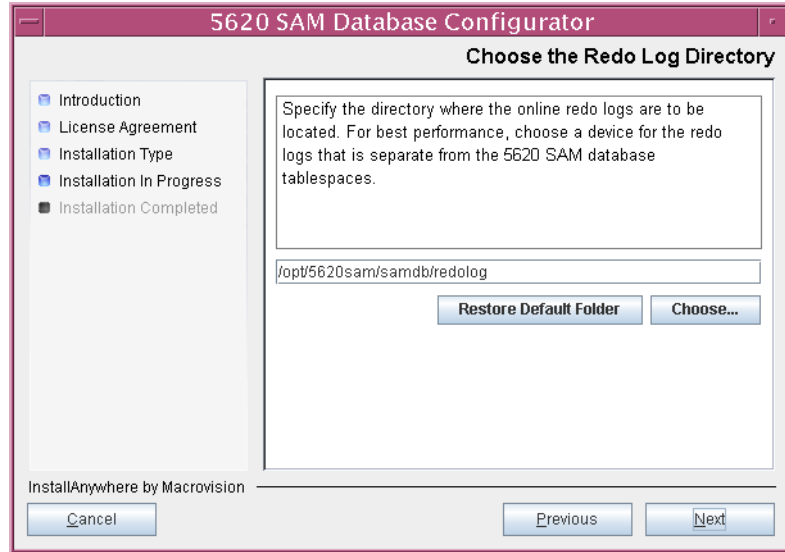 5620 SAM Database Configurator
Choose the Redo Log Directory
Introduction
License Agreement
Installation Type
Installation In Progress
Installation Completed
Specify the directory where the online redo logs are to be
located. For best performance, choose a device for the redo
logs that is separate from the 5620 SAM database
tablespaces.
/opt/5620sam/samdb/redolog
Restore Default Folder
Choose...
InstallAnywhere by Macrovision
Cancel
Previous
Next